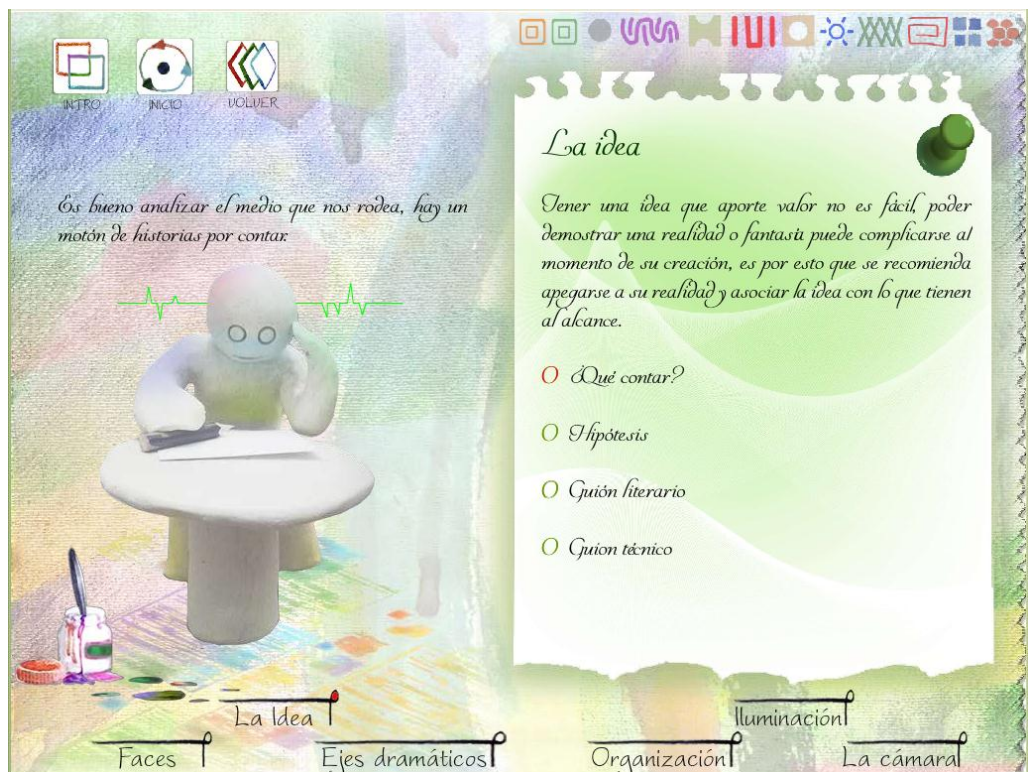 INTRO
INICIO
VOLVER
Es bueno analizar el medio que nos rodea, hay un
motón de historias por contar.
La idea
Tener una idea que aporte valor no es fácil, poder
demostrar una realidad o fantasía puede complicarse al
momento de su creación, es por esto que se recomienda
apegarse a su realidad y asociar la idea con lo que tienen
al alcance.
O ¿Qué contar?
O Hipótesis
O Guión literario
O Guion técnico
La Idea
Iluminación
Faces
Ejes dramáticos
Organización
La cámara